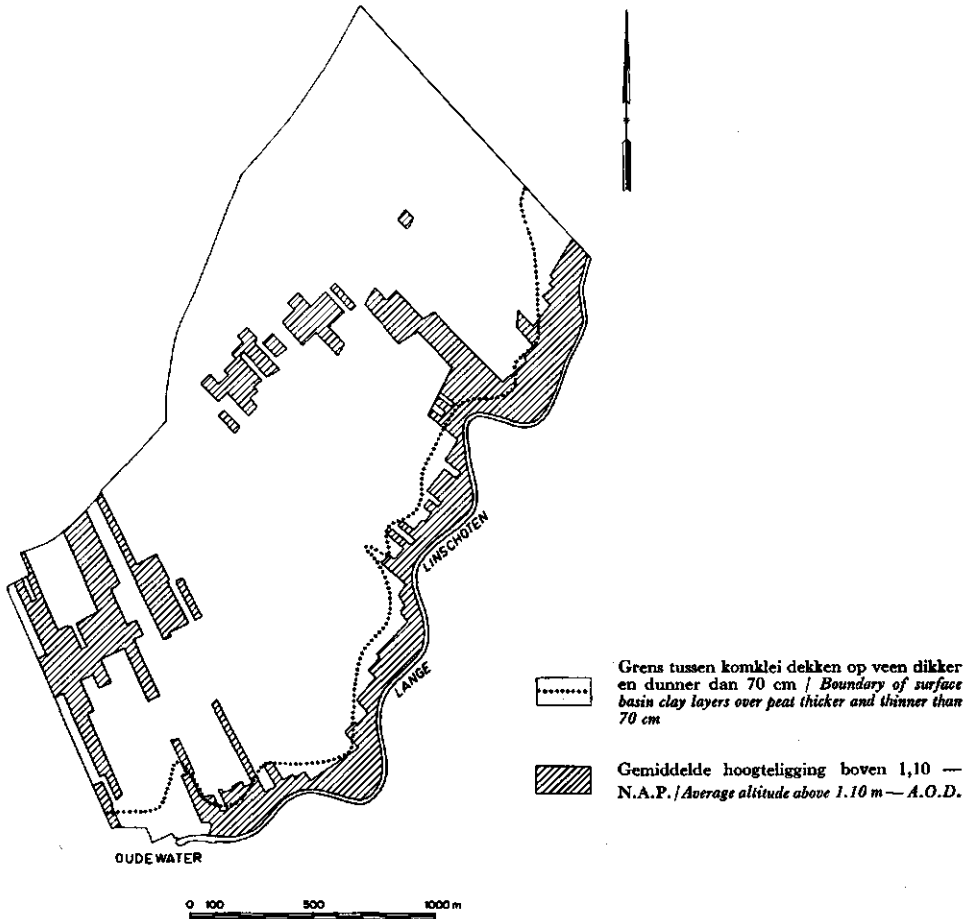 LINSCHOTEN
LANGE
OUDEWATER
0 100 500 1000 m
Grens tussen komklei dekken op veen dikker
en dunner dan 70 cm / Boundary of surface
basin clay layers over peat thicker and thinner than
70 cm
Gemiddelde hoogteligging boven 1,10 —
N.A.P. / Average altitude above 1.10 m — A.O.D.